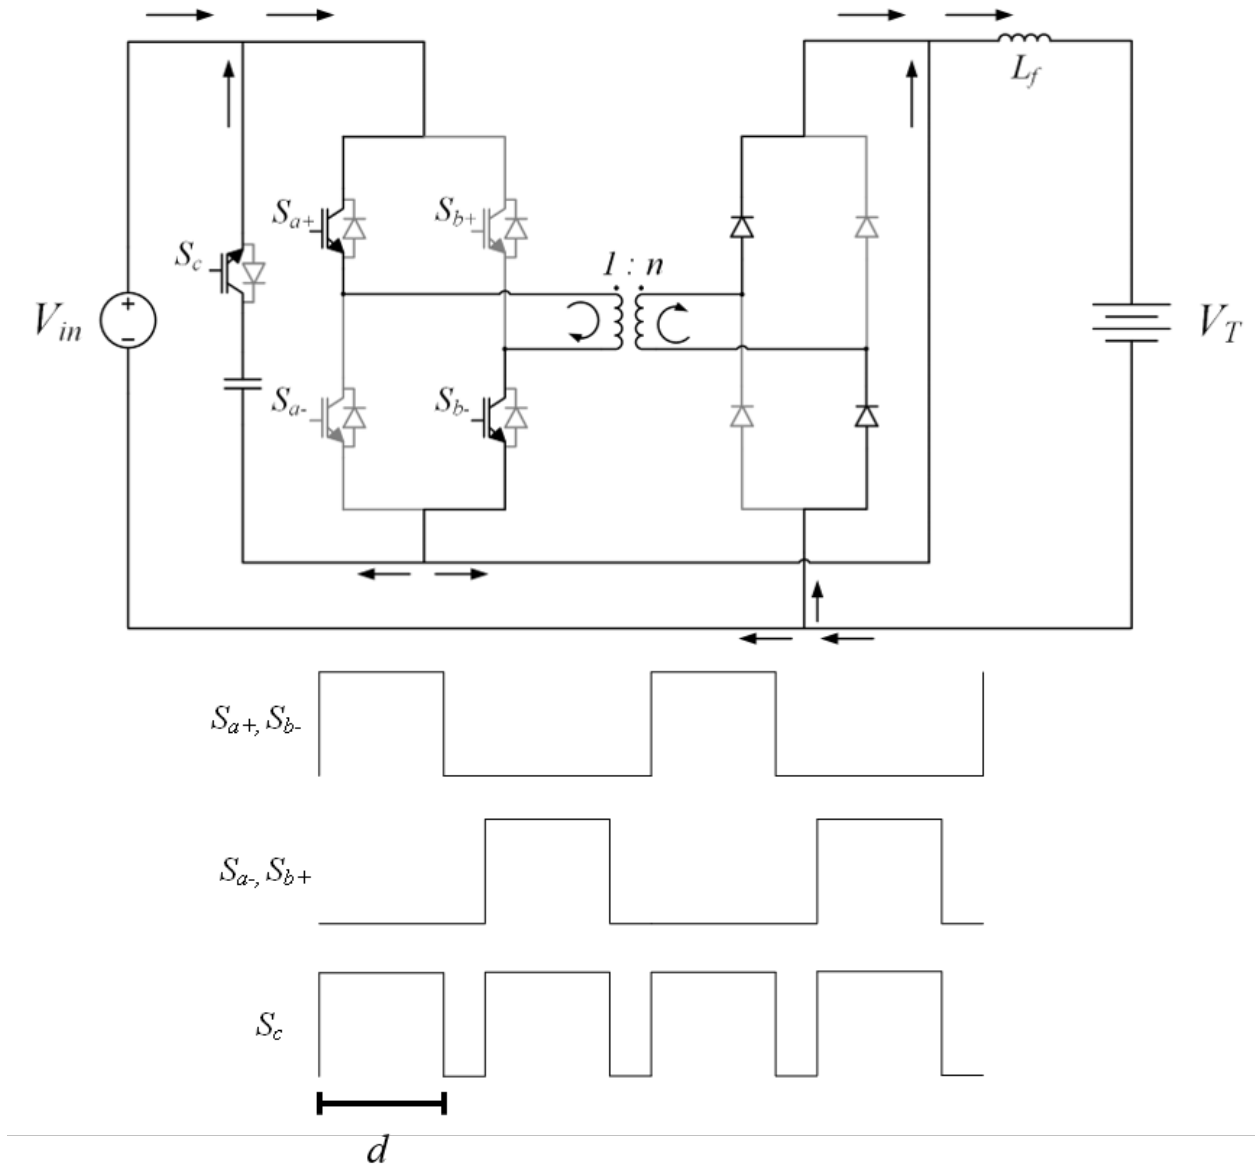 L_f
S_{a+}
S_{b+}
S_c
1 : n
V_{in}
+
−
V_T
S_{a-}
S_{b-}
S_{a+}, S_{b-}
S_{a-}, S_{b+}
S_c
d